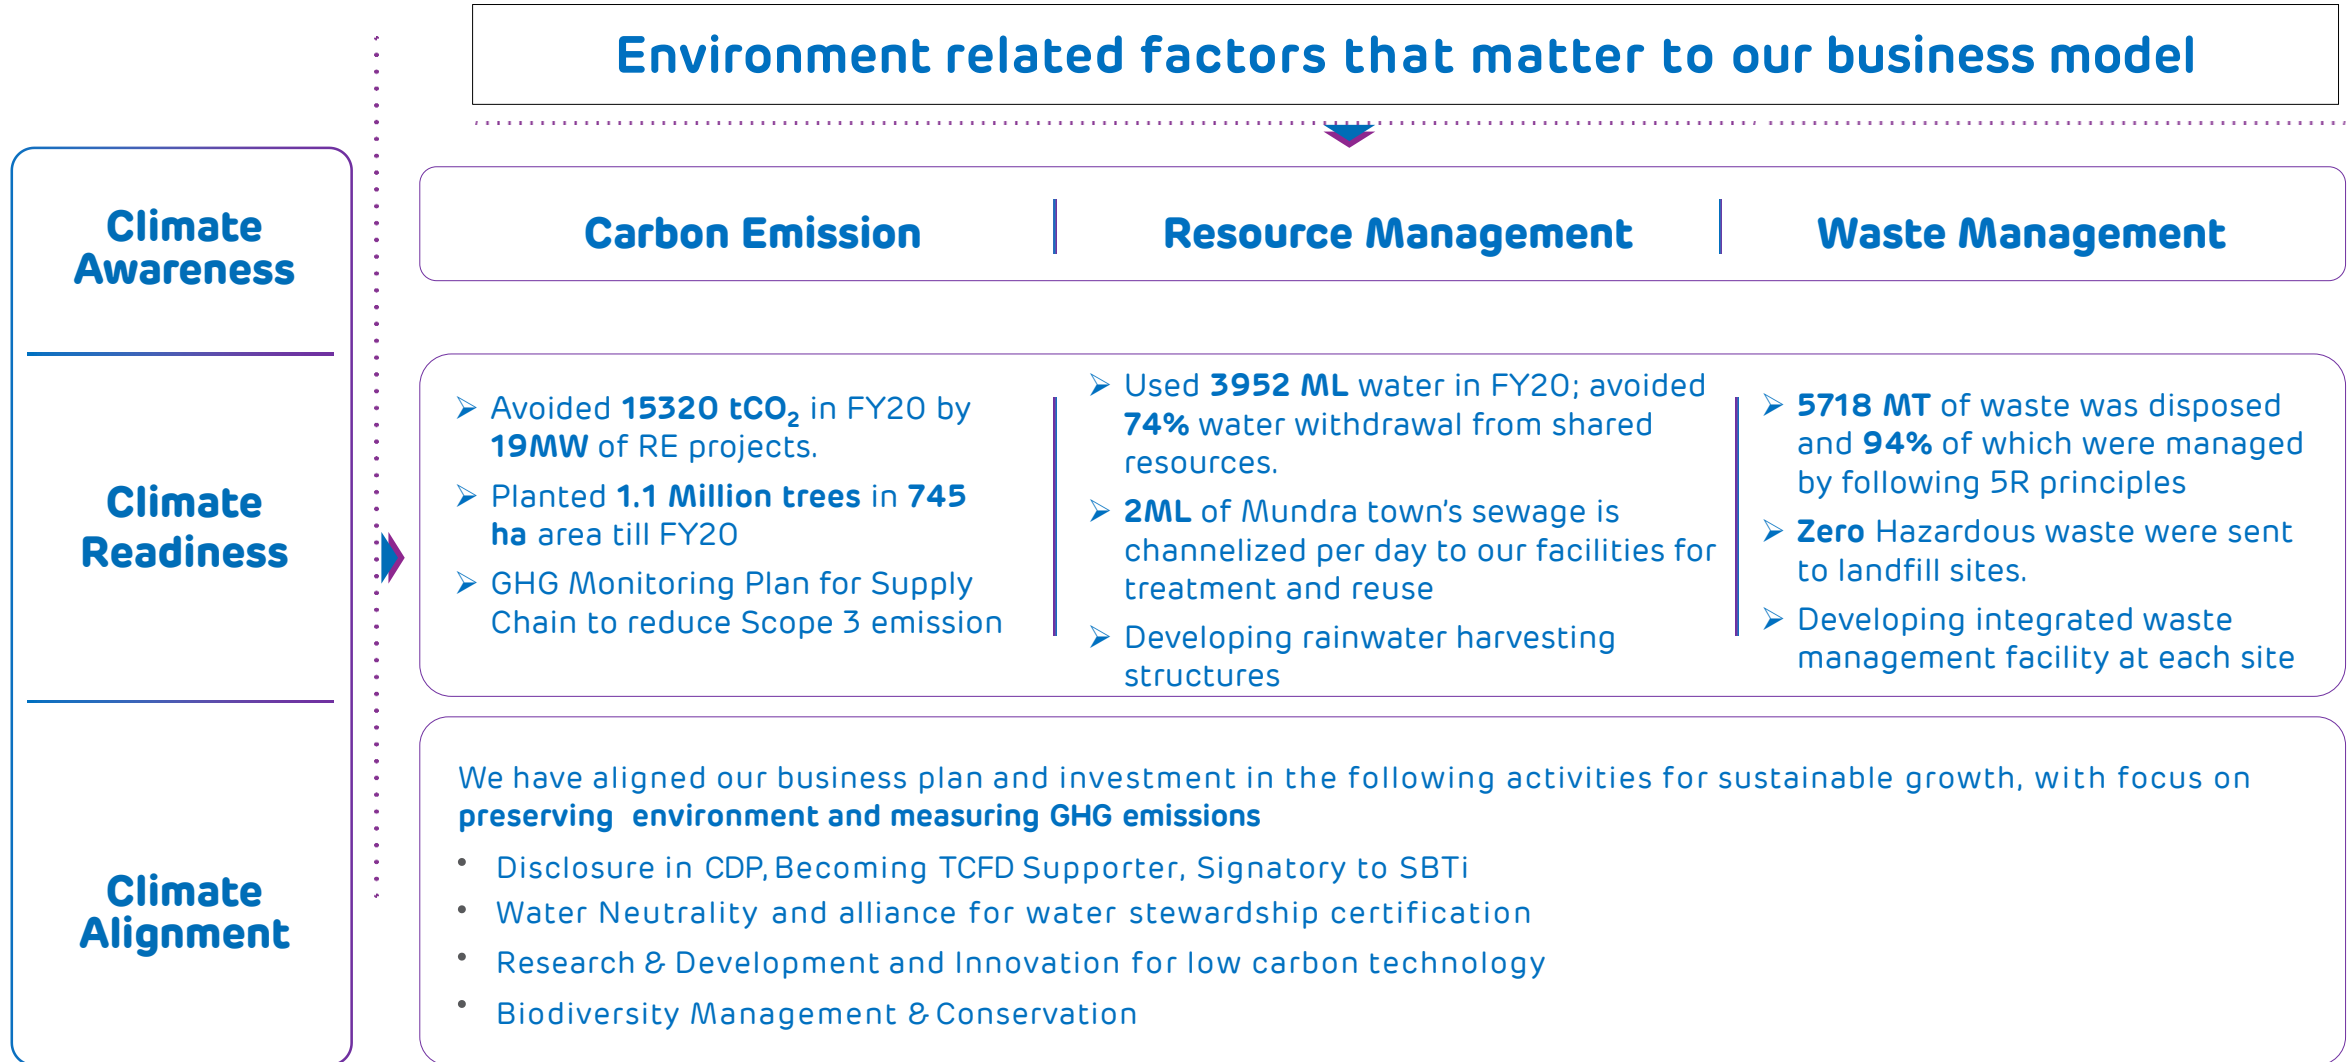 Environment related factors that matter to our business model
Climate
Awareness
Carbon Emission
Resource Management
Waste Management
Climate
Readiness
➢ Avoided 15320 tCO₂ in FY20 by
19MW of RE projects.
➢ Planted 1.1 Million trees in 745
ha area till FY20
➢ GHG Monitoring Plan for Supply
Chain to reduce Scope 3 emission
➢ Used 3952 ML water in FY20; avoided
74% water withdrawal from shared
resources.
➢ 2ML of Mundra town's sewage is
channelized per day to our facilities for
treatment and reuse
➢ Developing rainwater harvesting
structures
➢ 5718 MT of waste was disposed
and 94% of which were managed
by following 5R principles
➢ Zero Hazardous waste were sent
to landfill sites.
➢ Developing integrated waste
management facility at each site
Climate
Alignment
We have aligned our business plan and investment in the following activities for sustainable growth, with focus on
preserving environment and measuring GHG emissions
• Disclosure in CDP, Becoming TCFD Supporter, Signatory to SBTi
• Water Neutrality and alliance for water stewardship certification
• Research & Development and Innovation for low carbon technology
• Biodiversity Management & Conservation